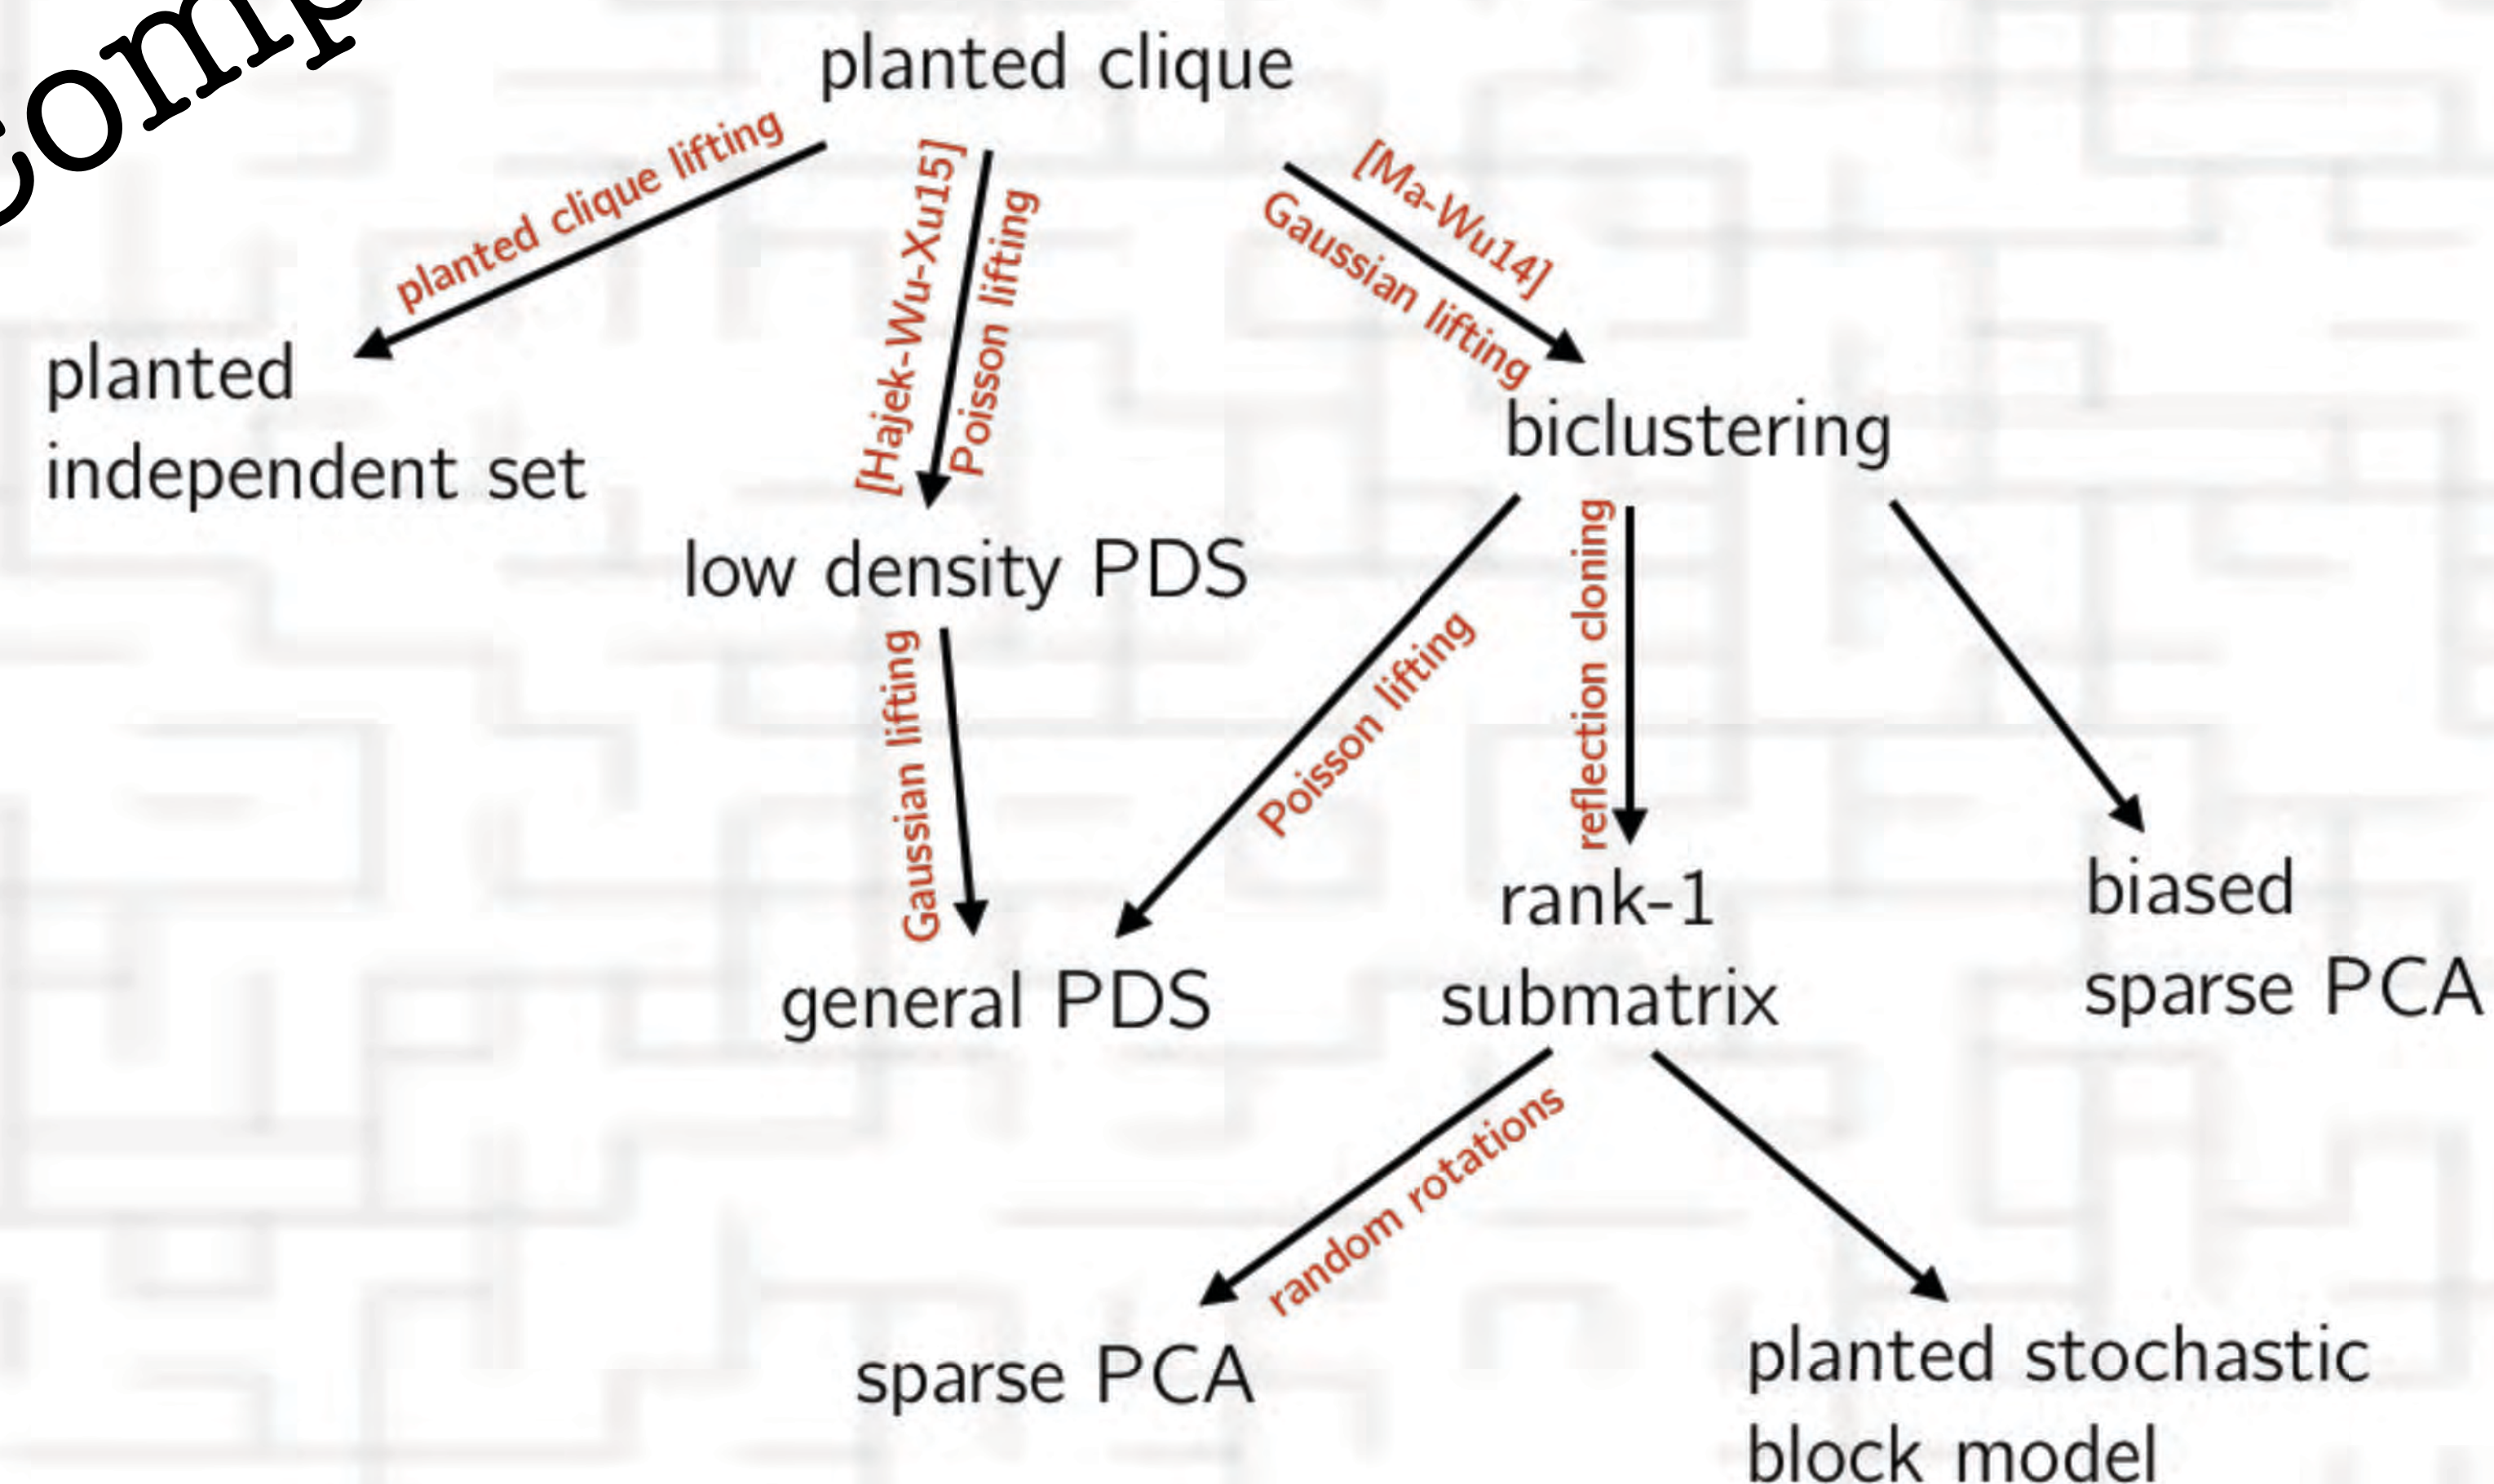 planted clique
planted clique lifting
[Hajek-Wu-Xu15]
Poisson lifting
[Ma-Wu14]
Gaussian lifting
planted
independent set
biclustering
low density PDS
Gaussian lifting
Poisson lifting
reflection cloning
general PDS
rank-1
submatrix
biased
sparse PCA
random rotations
sparse PCA
planted stochastic
block model